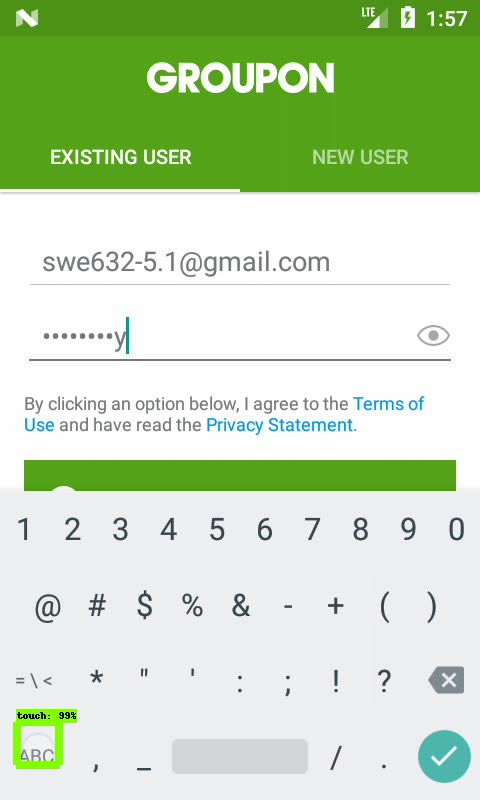 LTE 1:57
GROUPON
EXISTING USER NEW USER
swe632-5.1@gmail.com
••••••••y
By clicking an option below, I agree to the Terms of
Use and have read the Privacy Statement.
1 2 3 4 5 6 7 8 9 0
@ # $ % & - + ( )
= \ < * " ' : ; ! ?
touch: 99%
ABC , _ / .